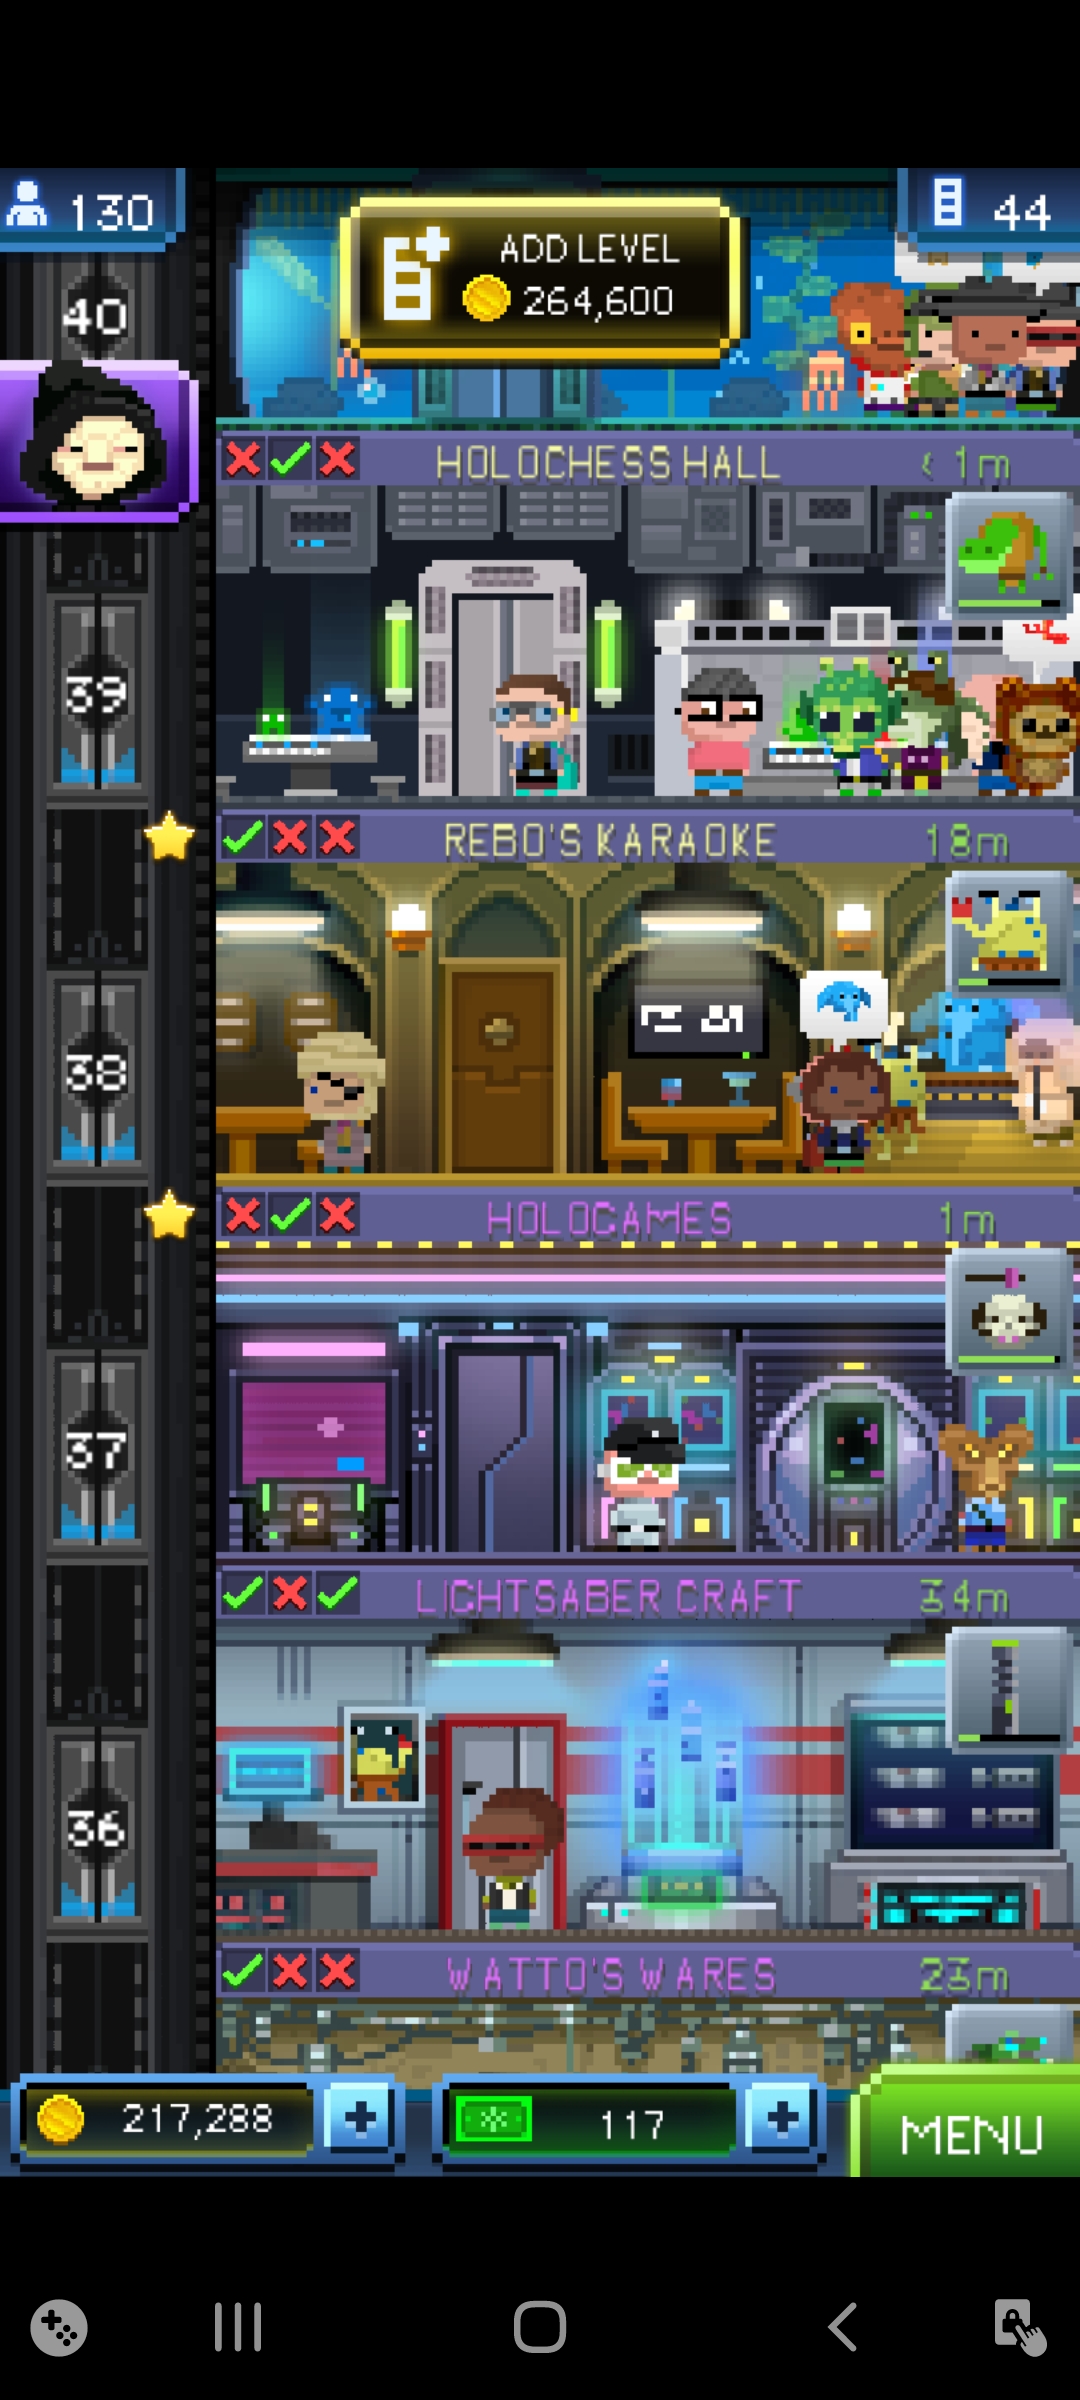 130
44
ADD LEVEL
264,600
40
HOLOCHESS HALL
< 1m
39
REBO'S KARAOKE
18m
38
HOLOGAMES
1m
37
LIGHTSABER CRAFT
34m
36
WATTO'S WARES
23m
217,288
117
MENU